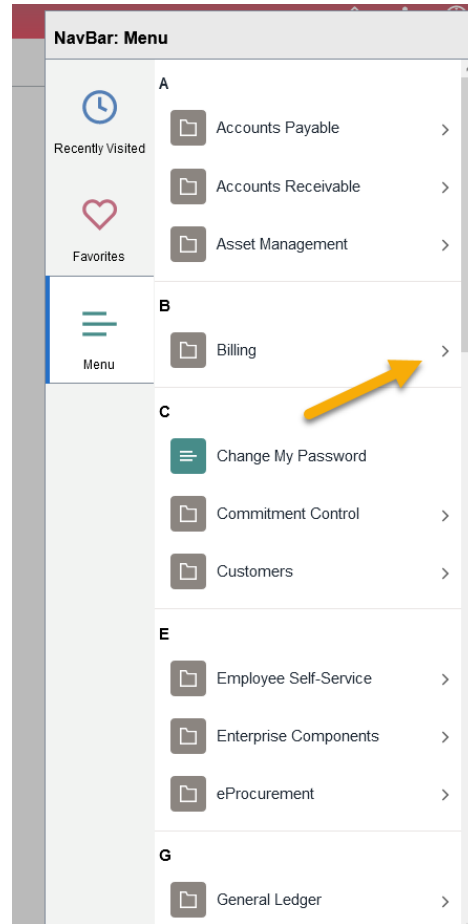 NavBar: Menu
Recently Visited
Favorites
Menu
A
Accounts Payable
Accounts Receivable
Asset Management
B
Billing
C
Change My Password
Commitment Control
Customers
E
Employee Self-Service
Enterprise Components
eProcurement
G
General Ledger